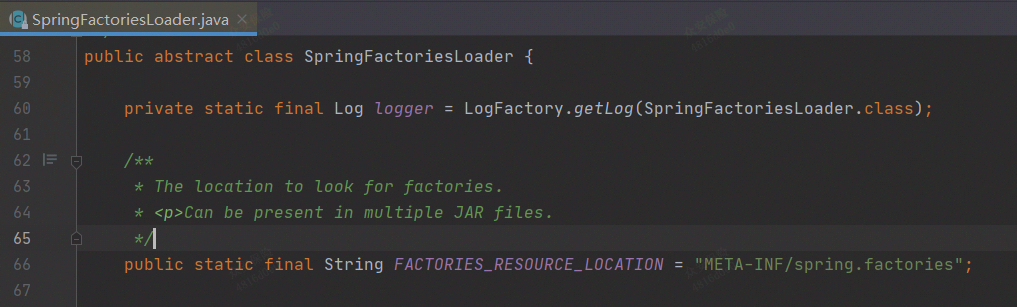 SpringFactoriesLoader.java
58 public abstract class SpringFactoriesLoader {
59
60 private static final Log logger = LogFactory.getLog(SpringFactoriesLoader.class);
61
62 /**
63 * The location to look for factories.
64 * <p>Can be present in multiple JAR files.
65 */
66 public static final String FACTORIES_RESOURCE_LOCATION = "META-INF/spring.factories";
67